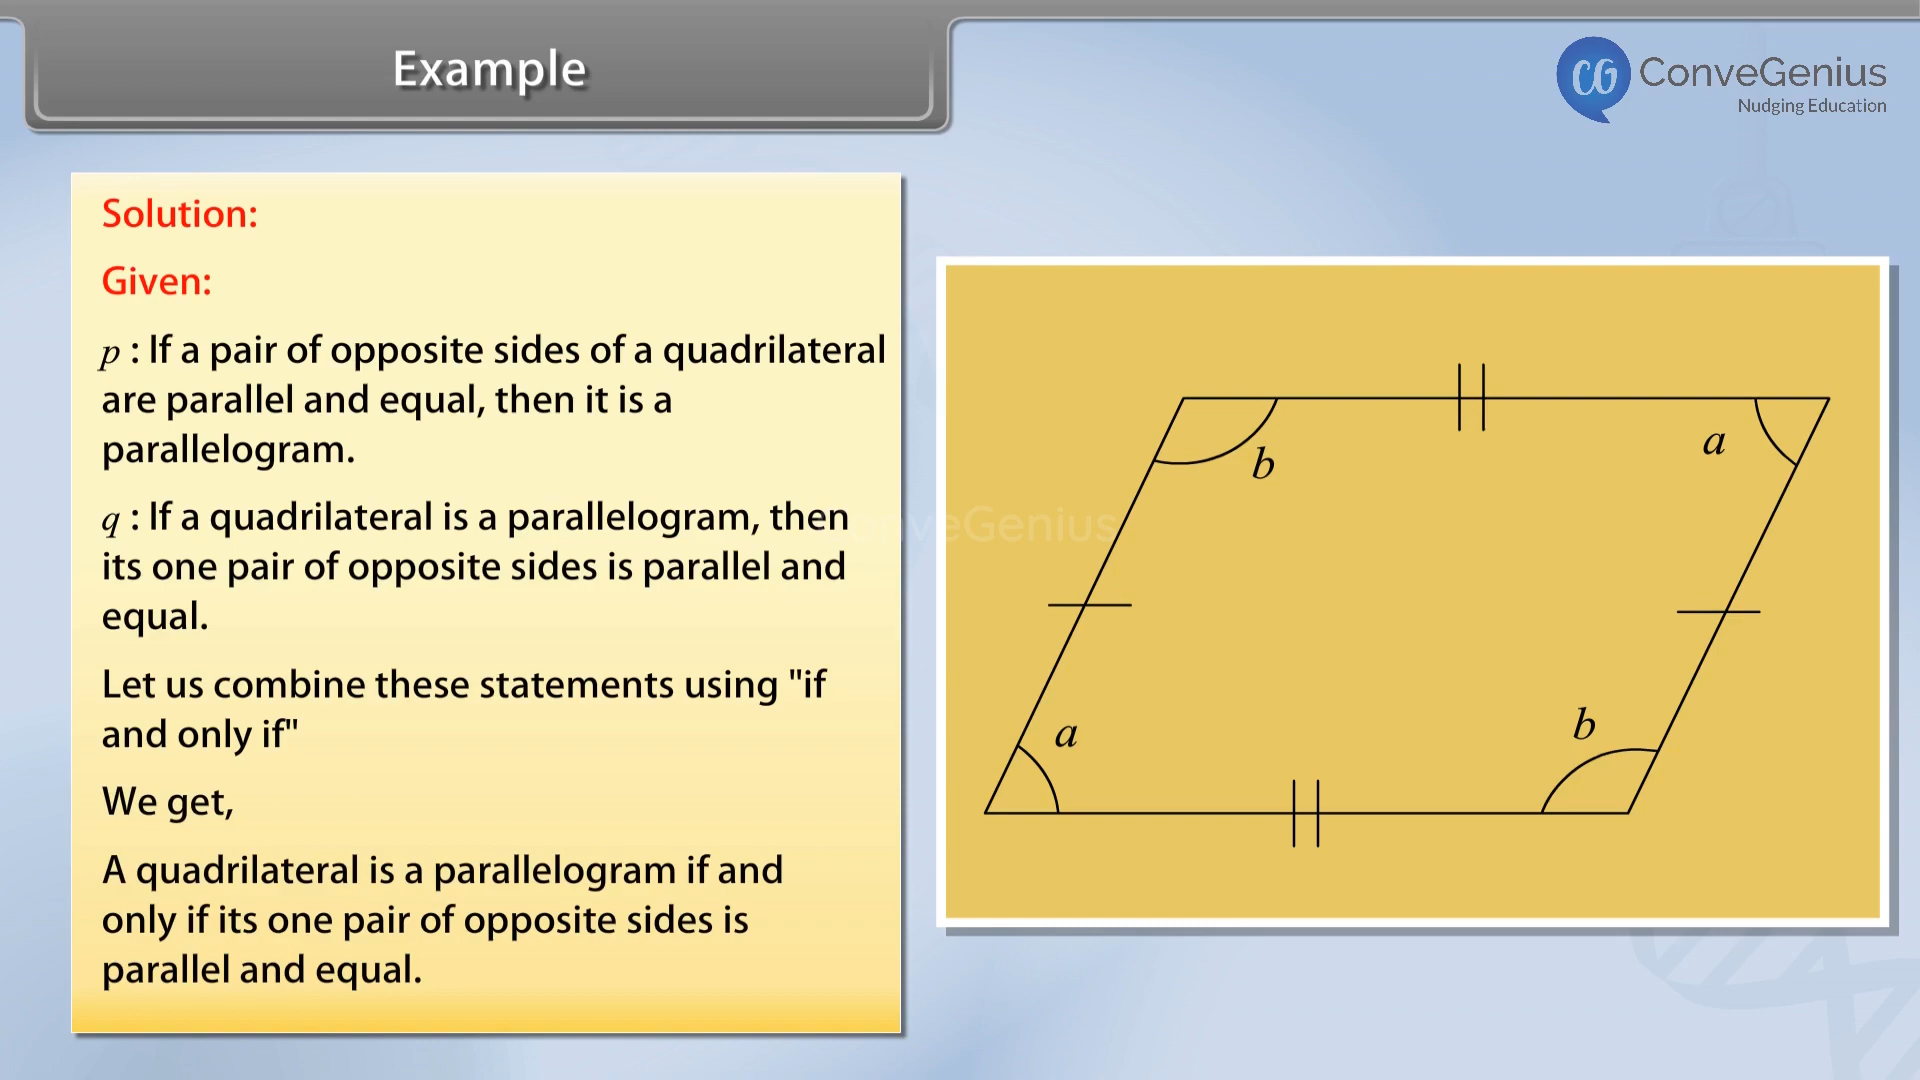 Example
CG ConveGenius
Nudging Education
Solution:
Given:
p : If a pair of opposite sides of a quadrilateral
are parallel and equal, then it is a
parallelogram.
q : If a quadrilateral is a parallelogram, then
its one pair of opposite sides is parallel and
equal.
Let us combine these statements using "if
and only if"
We get,
A quadrilateral is a parallelogram if and
only if its one pair of opposite sides is
parallel and equal.
b
a
ConveGenius
a
b